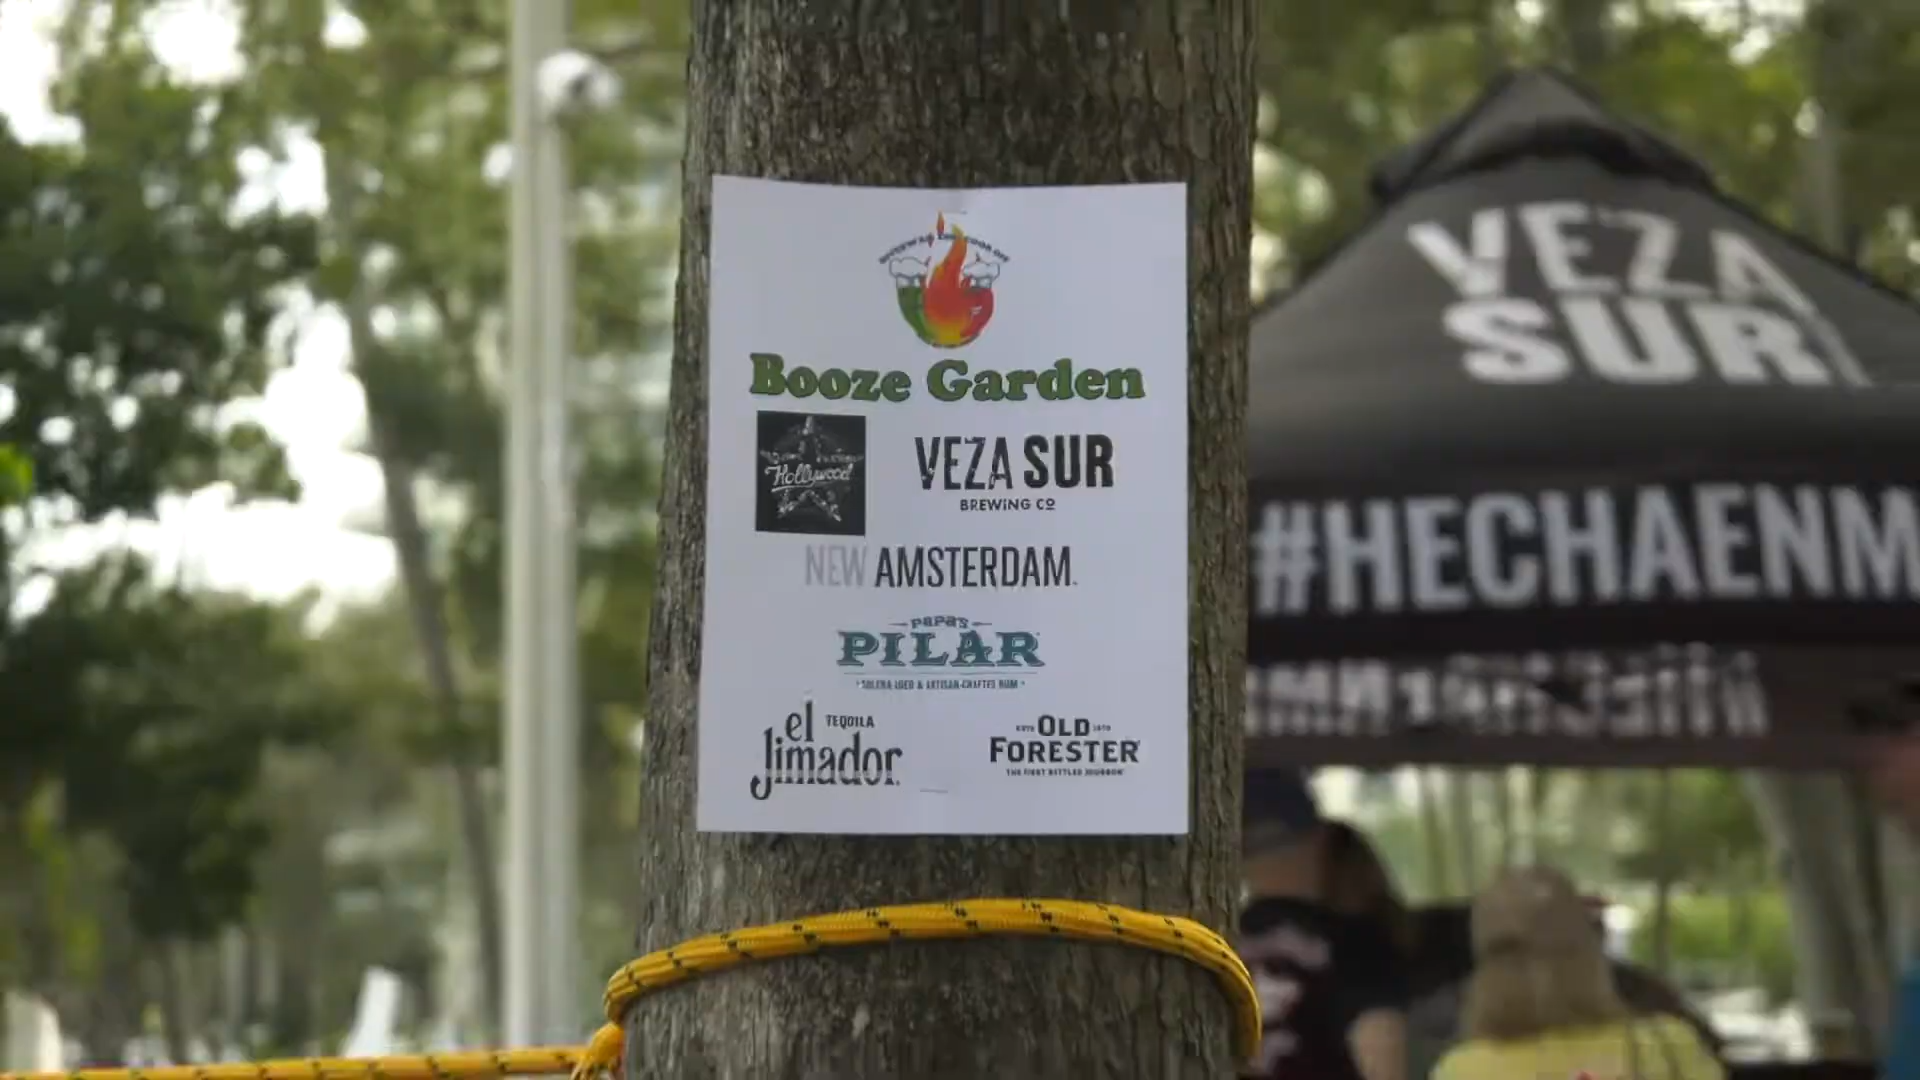 Booze Garden
Hollywood
VEZA SUR
BREWING CO
NEW AMSTERDAM
Papa's
PILAR
el TEQUILA
Jimador
OLD
FORESTER
THE FIRST BOTTLED BOURBON
VEZA
SUR
#HECHAENM